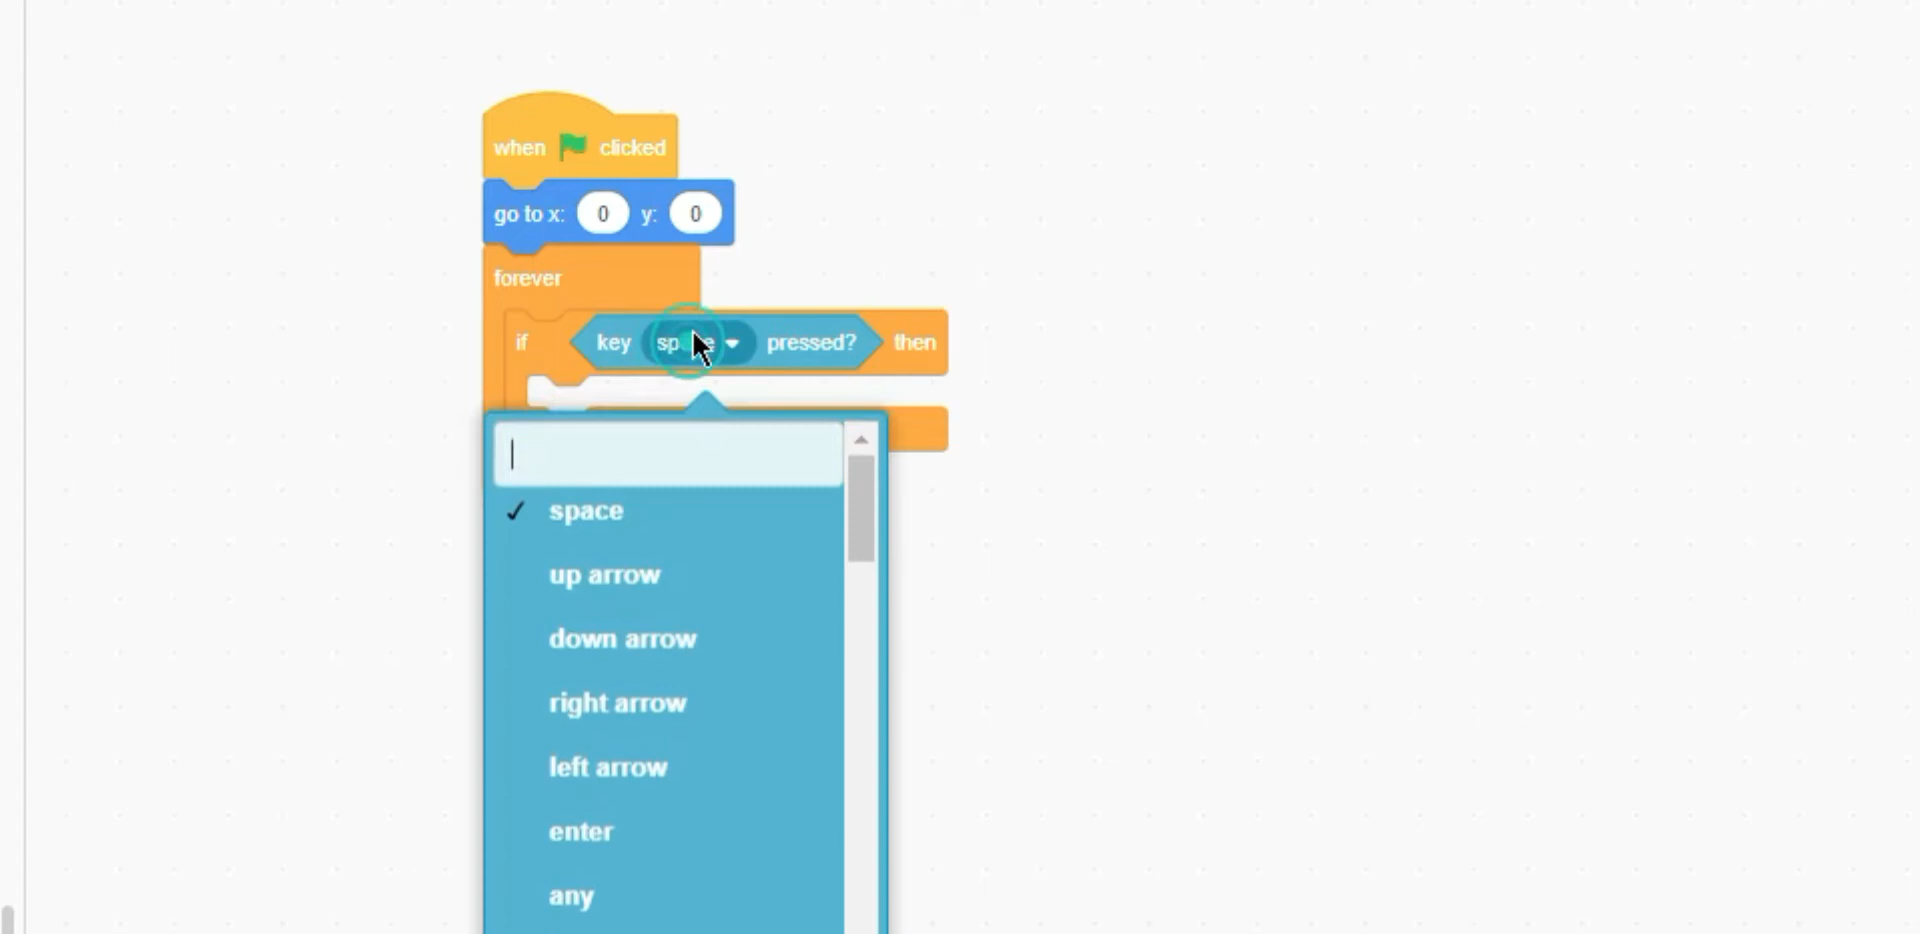 when clicked
go to x: 0 y: 0
forever
if key space pressed? then
space
up arrow
down arrow
right arrow
left arrow
enter
any